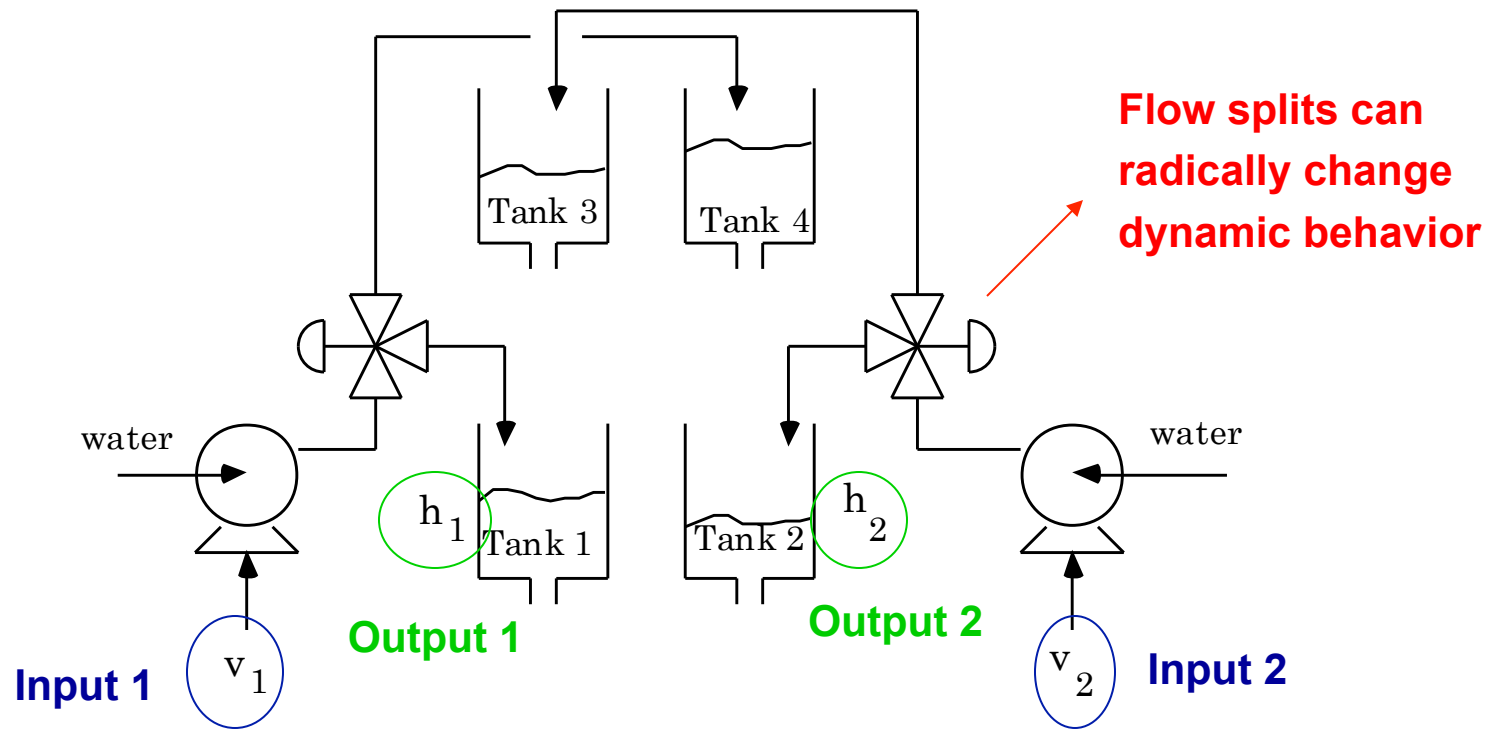 Flow splits can
radically change
dynamic behavior
Tank 3
Tank 4
water
water
h1
Tank 1
Tank 2
h2
Output 1
Output 2
Input 1
v1
v2
Input 2